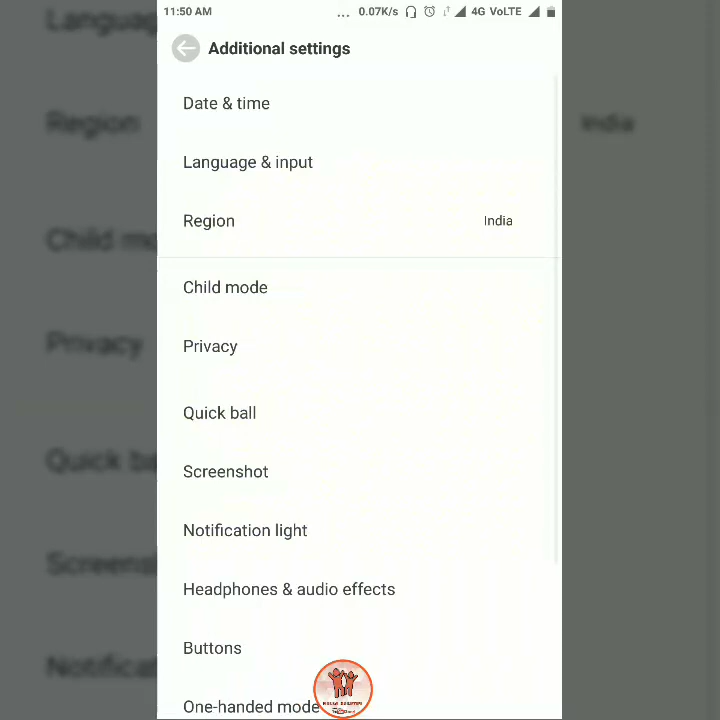 11:50 AM ... 0.07K/s 4G VoLTE
Additional settings
Date & time
Language & input
Region India
Child mode
Privacy
Quick ball
Screenshot
Notification light
Headphones & audio effects
Buttons
One-handed mode